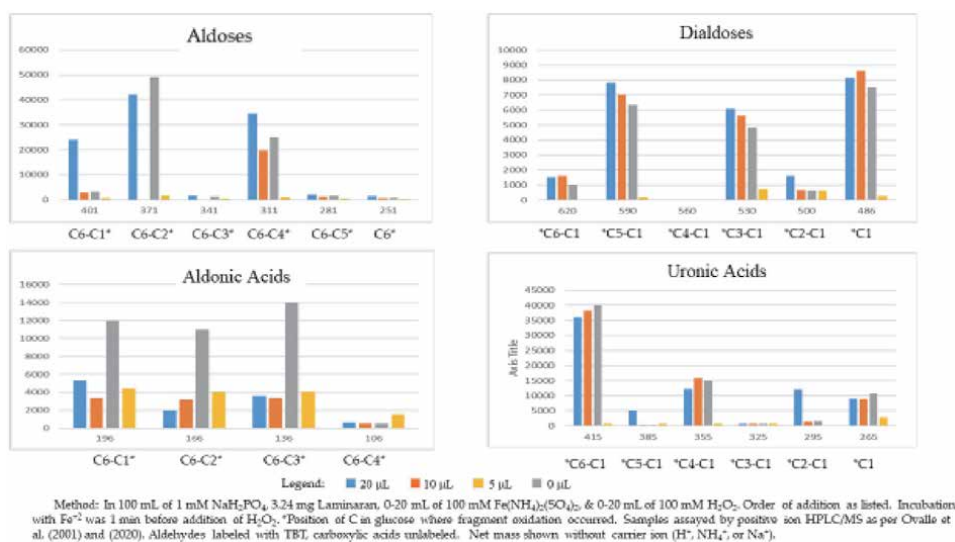 Aldoses
60000
50000
40000
30000
20000
10000
0
401 371 341 311 281 251
C6-C1* C6-C2* C6-C3* C6-C4* C6-C5* C6*
Dialdoses
10000
9000
8000
7000
6000
5000
4000
3000
2000
1000
0
620 590 560 530 500 486
*C6-C1 *C5-C1 *C4-C1 *C3-C1 *C2-C1 *C1
Aldonic Acids
16000
14000
12000
10000
8000
6000
4000
2000
0
196 166 136 106
C6-C1* C6-C2* C6-C3* C6-C4*
Uronic Acids
Axis Title
45000
40000
35000
30000
25000
20000
15000
10000
5000
0
415 385 355 325 295 265
*C6-C1 *C5-C1 *C4-C1 *C3-C1 *C2-C1 *C1
Legend: 20 µL 10 µL 5 µL 0 µL
Method: In 100 mL of 1 mM NaH₂PO₄, 3.24 mg Laminaran, 0-20 mL of 100 mM Fe(NH₄)₂(SO₄)₂, & 0-20 mL of 100 mM H₂O₂. Order of addition as listed. Incubation
with Fe⁺² was 1 min before addition of H₂O₂. *Position of C in glucose where fragment oxidation occurred. Samples assayed by positive ion HPLC/MS as per Ovalle et
al. (2001) and (2020). Aldehydes labeled with TBT, carboxylic acids unlabeled. Net mass shown without carrier ion (H⁺, NH₄⁺, or Na⁺).